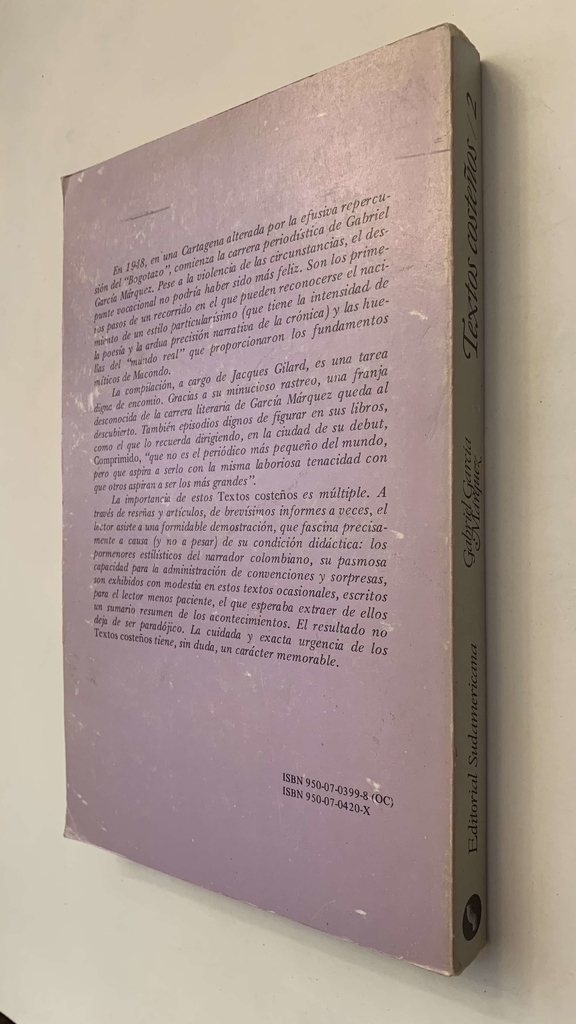 En 1948, en una Cartagena alterada por la efusiva repercu-
sión del "Bogotazo", comienza la carrera periodística de Gabriel
García Márquez. Pese a la violencia de las circunstancias, el des-
punte vocacional no podría haber sido más feliz. Son los prime-
ros pasos de un recorrido en el que pueden reconocerse el naci-
miento de un estilo particularísimo (que tiene la intensidad de
la poesía y la ardua precisión narrativa de la crónica) y las hue-
llas del "mundo real" que proporcionaron los fundamentos
míticos de Macondo.
La compilación, a cargo de Jacques Gilard, es una tarea
digna de encomio. Gracias a su minucioso rastreo, una franja
desconocida de la carrera literaria de García Márquez queda al
descubierto. También episodios dignos de figurar en sus libros,
como el que lo recuerda dirigiendo, en la ciudad de su debut,
Comprimido, "que no es el periódico más pequeño del mundo,
pero que aspira a serlo con la misma laboriosa tenacidad con
que otros aspiran a ser los más grandes".
La importancia de estos Textos costeños es múltiple. A
través de reseñas y artículos, de brevísimos informes a veces, el
lector asiste a una formidable demostración, que fascina precisa-
mente a causa (y no a pesar) de su condición didáctica: los
pormenores estilísticos del narrador colombiano, su pasmosa
capacidad para la administración de convenciones y sorpresas,
son exhibidos con modestia en estos textos ocasionales, escritos
para el lector menos paciente, el que esperaba extraer de ellos
un sumario resumen de los acontecimientos. El resultado no
deja de ser paradójico. La cuidada y exacta urgencia de los
Textos costeños tiene, sin duda, un carácter memorable.
ISBN 950-07-0399-8 (OC)
ISBN 950-07-0420-X
Textos costeños / 2
Gabriel García
Márquez
Editorial Sudamericana